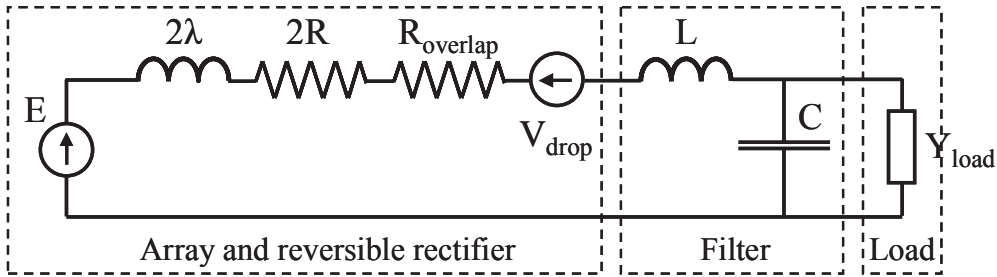 2λ 2R R_overlap L
E
V_drop
C
Y_load
Array and reversible rectifier Filter Load